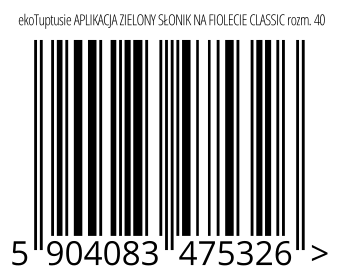 ekoTuptusie APLIKACJA ZIELONY SŁONIK NA FIOLECIE CLASSIC rozm. 40
5 904083 475326 >